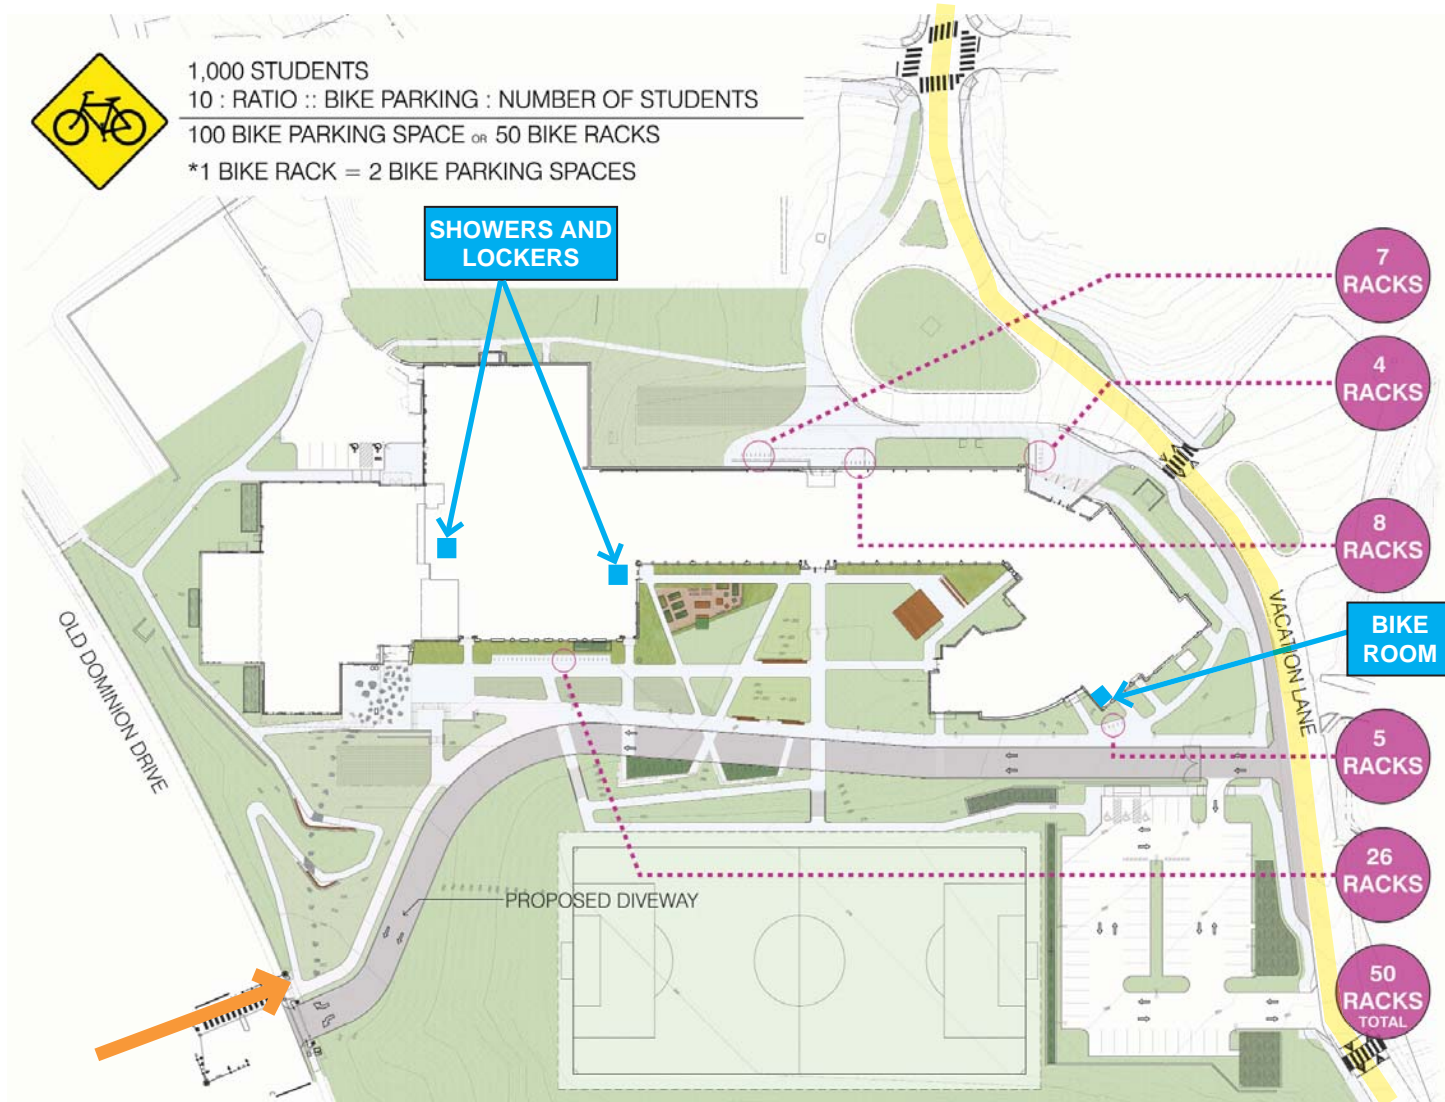 1,000 STUDENTS
10 : RATIO :: BIKE PARKING : NUMBER OF STUDENTS
100 BIKE PARKING SPACE OR 50 BIKE RACKS
*1 BIKE RACK = 2 BIKE PARKING SPACES
SHOWERS AND
LOCKERS
7
RACKS
4
RACKS
8
RACKS
BIKE
ROOM
VACATION LANE
OLD DOMINION DRIVE
5
RACKS
26
RACKS
PROPOSED DIVEWAY
50
RACKS
TOTAL